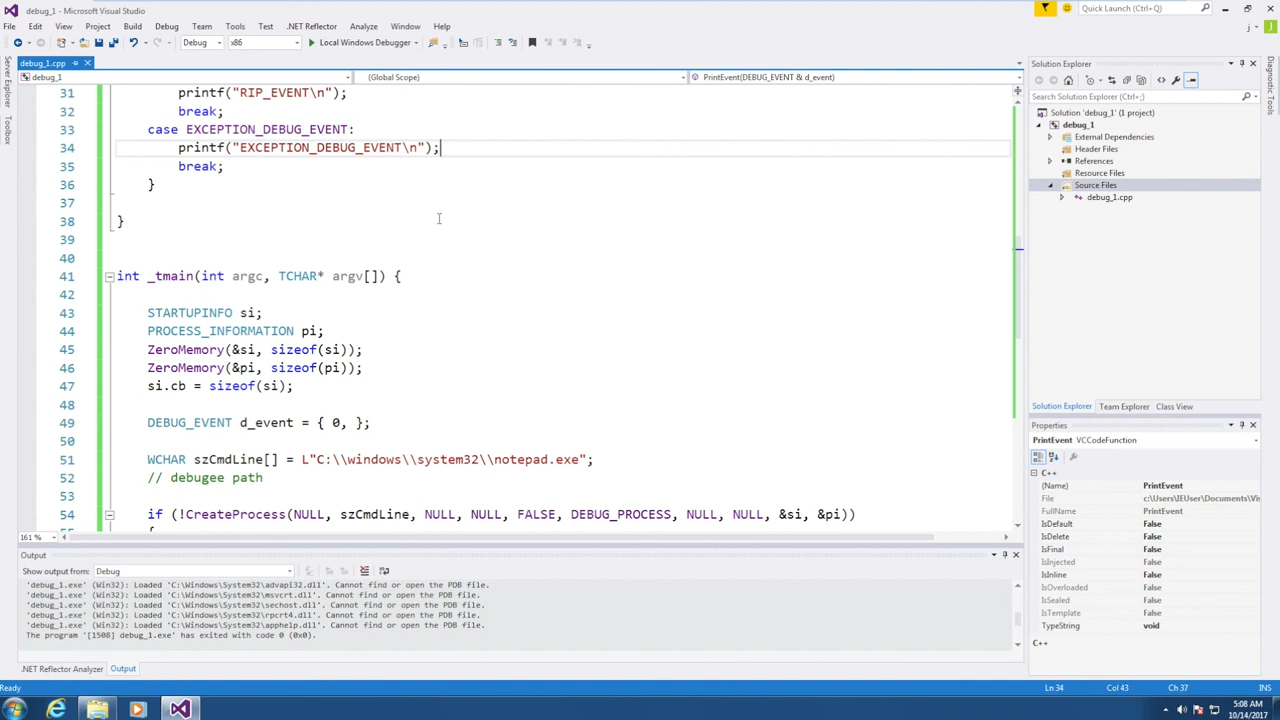 debug_1 - Microsoft Visual Studio
Quick Launch (Ctrl+Q)
File Edit View Project Build Debug Team Tools Test .NET Reflector Analyze Window Help
j
J
Debug x86 Local Windows Debugger
debug_1.cpp
debug_1 (Global Scope) PrintEvent(DEBUG_EVENT & d_event)
Server Explorer
Toolbox
31 printf("RIP_EVENT\n");
32 break;
33 case EXCEPTION_DEBUG_EVENT:
34 printf("EXCEPTION_DEBUG_EVENT\n");
35 break;
36 }
37
38 }
39
40
41 int _tmain(int argc, TCHAR* argv[]) {
42
43 STARTUPINFO si;
44 PROCESS_INFORMATION pi;
45 ZeroMemory(&si, sizeof(si));
46 ZeroMemory(&pi, sizeof(pi));
47 si.cb = sizeof(si);
48
49 DEBUG_EVENT d_event = { 0, };
50
51 WCHAR szCmdLine[] = L"C:\\windows\\system32\\notepad.exe";
52 // debugee path
53
54 if (!CreateProcess(NULL, szCmdLine, NULL, NULL, FALSE, DEBUG_PROCESS, NULL, NULL, &si, &pi))
161 %
Output
Show output from: Debug
'debug_1.exe' (Win32): Loaded 'C:\Windows\System32\advapi32.dll'. Cannot find or open the PDB file.
'debug_1.exe' (Win32): Loaded 'C:\Windows\System32\msvcrt.dll'. Cannot find or open the PDB file.
'debug_1.exe' (Win32): Loaded 'C:\Windows\System32\sechost.dll'. Cannot find or open the PDB file.
'debug_1.exe' (Win32): Loaded 'C:\Windows\System32\rpcrt4.dll'. Cannot find or open the PDB file.
'debug_1.exe' (Win32): Loaded 'C:\Windows\System32\apphelp.dll'. Cannot find or open the PDB file.
The program '[1508] debug_1.exe' has exited with code 0 (0x0).
.NET Reflector Analyzer Output
Solution Explorer
Search Solution Explorer (Ctrl+;)
Solution 'debug_1' (1 project)
debug_1
External Dependencies
Header Files
References
Resource Files
Source Files
debug_1.cpp
Solution Explorer Team Explorer Class View
Properties
PrintEvent VCCodeFunction
C++
(Name) PrintEvent
File c:\Users\IEUser\Documents\Vis
FullName PrintEvent
IsDefault False
IsDelete False
IsFinal False
IsInjected False
IsInline False
IsOverloaded False
IsSealed False
IsTemplate False
TypeString void
C++
Diagnostic Tools
Ready Ln 34 Col 43 Ch 37 INS
5:08 AM
10/14/2017